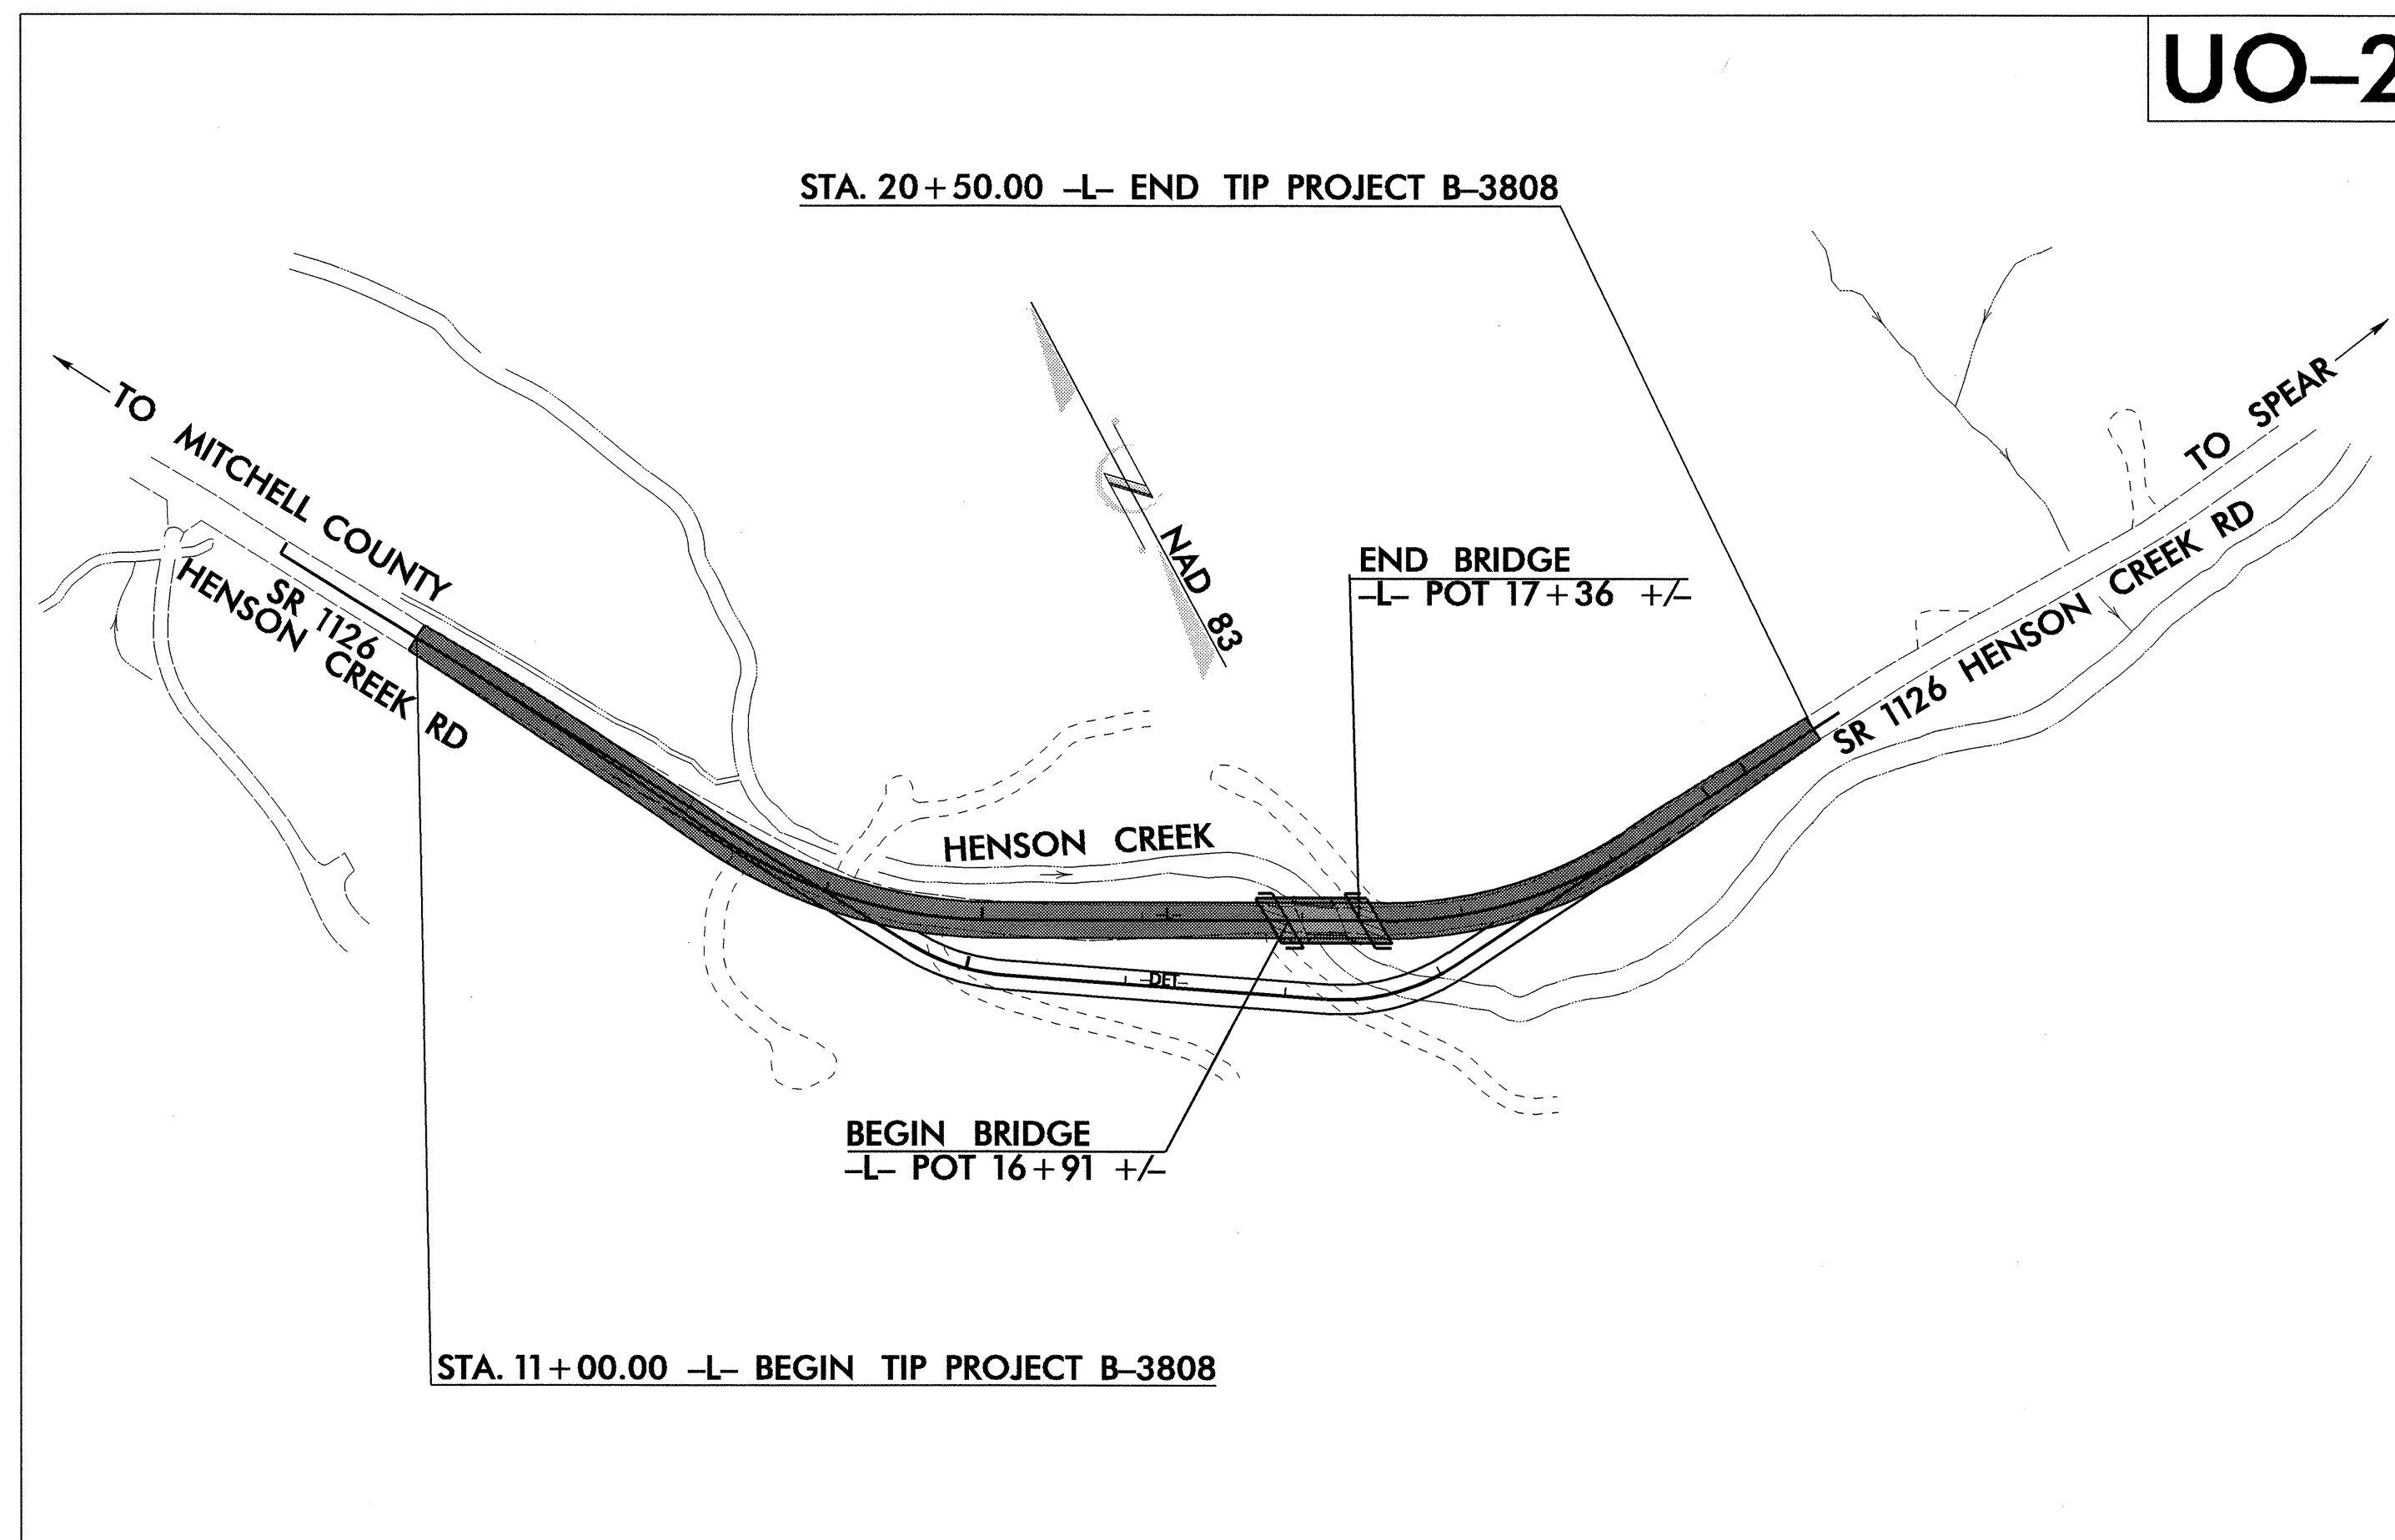 UO–2
STA. 20+50.00 –L– END TIP PROJECT B–3808
TO MITCHELL COUNTY
SR 1126
HENSON CREEK RD
N
NAD 83
END BRIDGE
–L– POT 17+36 +/–
TO SPEAR
SR 1126 HENSON CREEK RD
HENSON CREEK
–L–
–DET–
BEGIN BRIDGE
–L– POT 16+91 +/–
STA. 11+00.00 –L– BEGIN TIP PROJECT B–3808